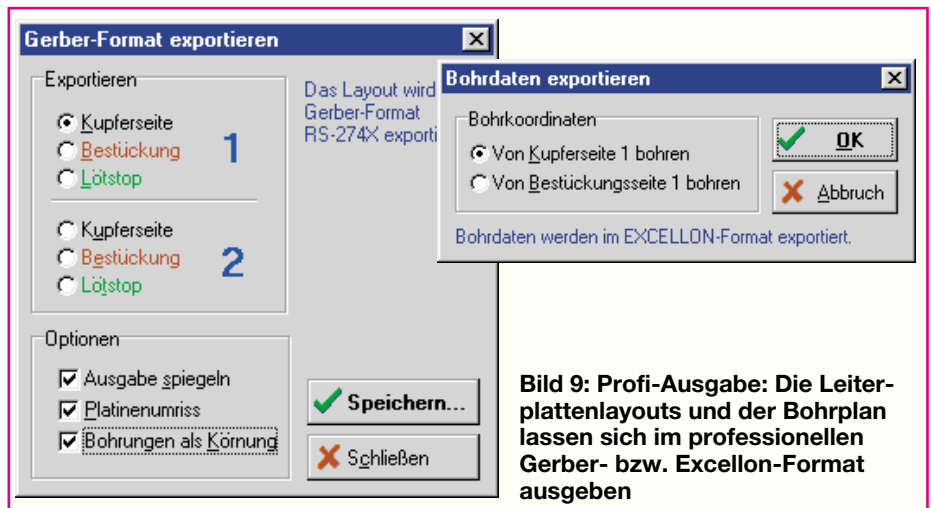 Gerber-Format exportieren
Exportieren
Kupferseite
Bestückung
Lötstop
1
Kupferseite
Bestückung
Lötstop
2
Das Layout wird
Gerber-Format
RS-274X exporti
Optionen
Ausgabe spiegeln
Platinenumriss
Bohrungen als Körnung
Speichern...
Schließen
Bohrdaten exportieren
Bohrkoordinaten
Von Kupferseite 1 bohren
Von Bestückungsseite 1 bohren
OK
Abbruch
Bohrdaten werden im EXCELLON-Format exportiert.
Bild 9: Profi-Ausgabe: Die Leiter-
plattenlayouts und der Bohrplan
lassen sich im professionellen
Gerber- bzw. Excellon-Format
ausgeben